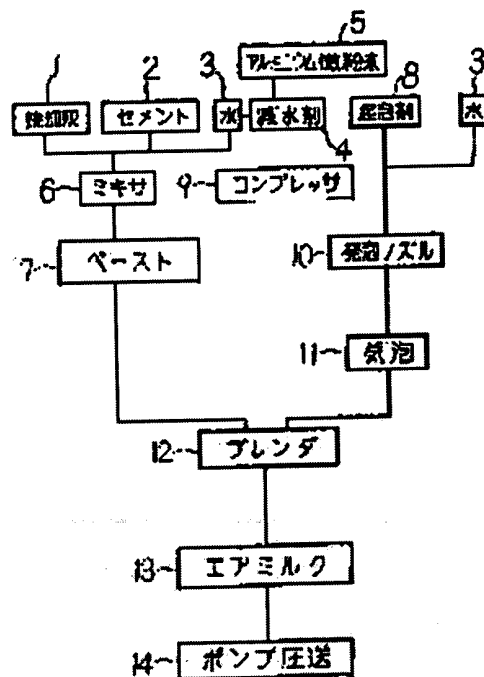 5
アルミニウム微粉末
1
2
3
8
3
焼却灰
セメント
水
減水剤
起泡剤
水
4
6
ミキサ
9
コンプレッサ
7
ペースト
10
発泡ノズル
11
気泡
12
ブレンダ
13
エアミルク
14
ポンプ圧送